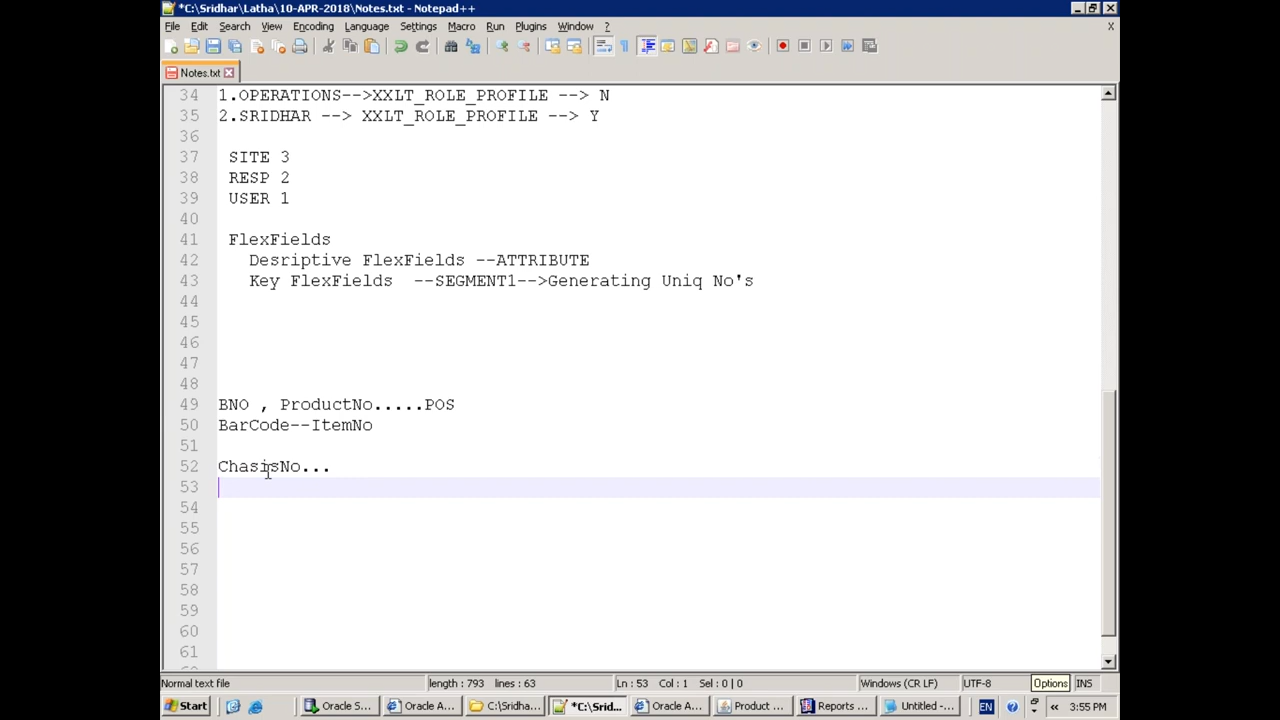 *C:\Sridhar\Latha\10-APR-2018\Notes.txt - Notepad++
File Edit Search View Encoding Language Settings Macro Run Plugins Window ? X
Notes.txt
34 1.OPERATIONS-->XXLT_ROLE_PROFILE --> N
35 2.SRIDHAR --> XXLT_ROLE_PROFILE --> Y
36
37 SITE 3
38 RESP 2
39 USER 1
40
41 FlexFields
42 Desriptive FlexFields --ATTRIBUTE
43 Key FlexFields --SEGMENT1-->Generating Uniq No's
44
45
46
47
48
49 BNO , ProductNo.....POS
50 BarCode--ItemNo
51
52 ChasisNo...
53
54
55
56
57
58
59
60
61
Normal text file length : 793 lines : 63 Ln : 53 Col : 1 Sel : 0 | 0 Windows (CR LF) UTF-8 Options INS
Start Oracle S... Oracle A... C:\Sridha... *C:\Srid... Oracle A... Product ... Reports ... Untitled -... EN « 3:55 PM